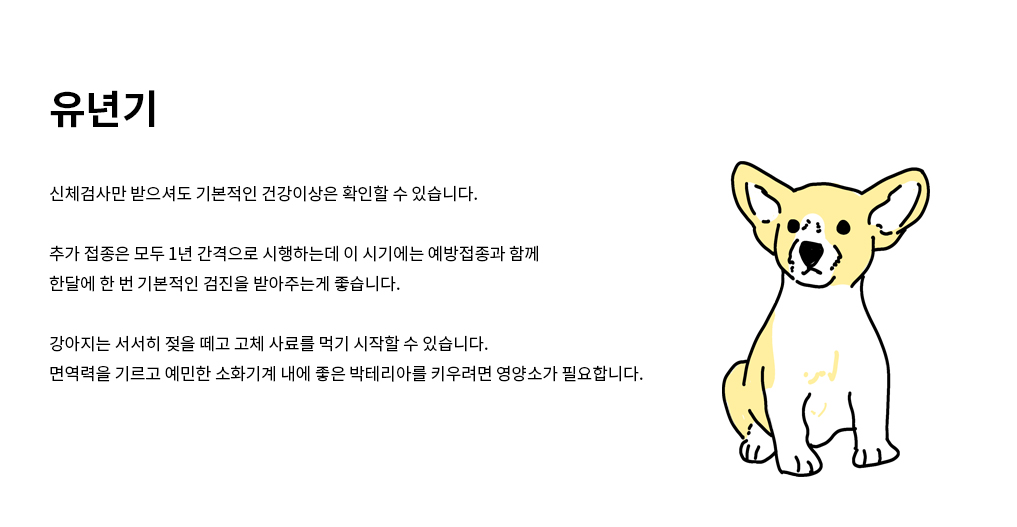 유년기
신체검사만 받으셔도 기본적인 건강이상은 확인할 수 있습니다.
추가 접종은 모두 1년 간격으로 시행하는데 이 시기에는 예방접종과 함께
한달에 한 번 기본적인 검진을 받아주는게 좋습니다.
강아지는 서서히 젖을 떼고 고체 사료를 먹기 시작할 수 있습니다.
면역력을 기르고 예민한 소화기계 내에 좋은 박테리아를 키우려면 영양소가 필요합니다.